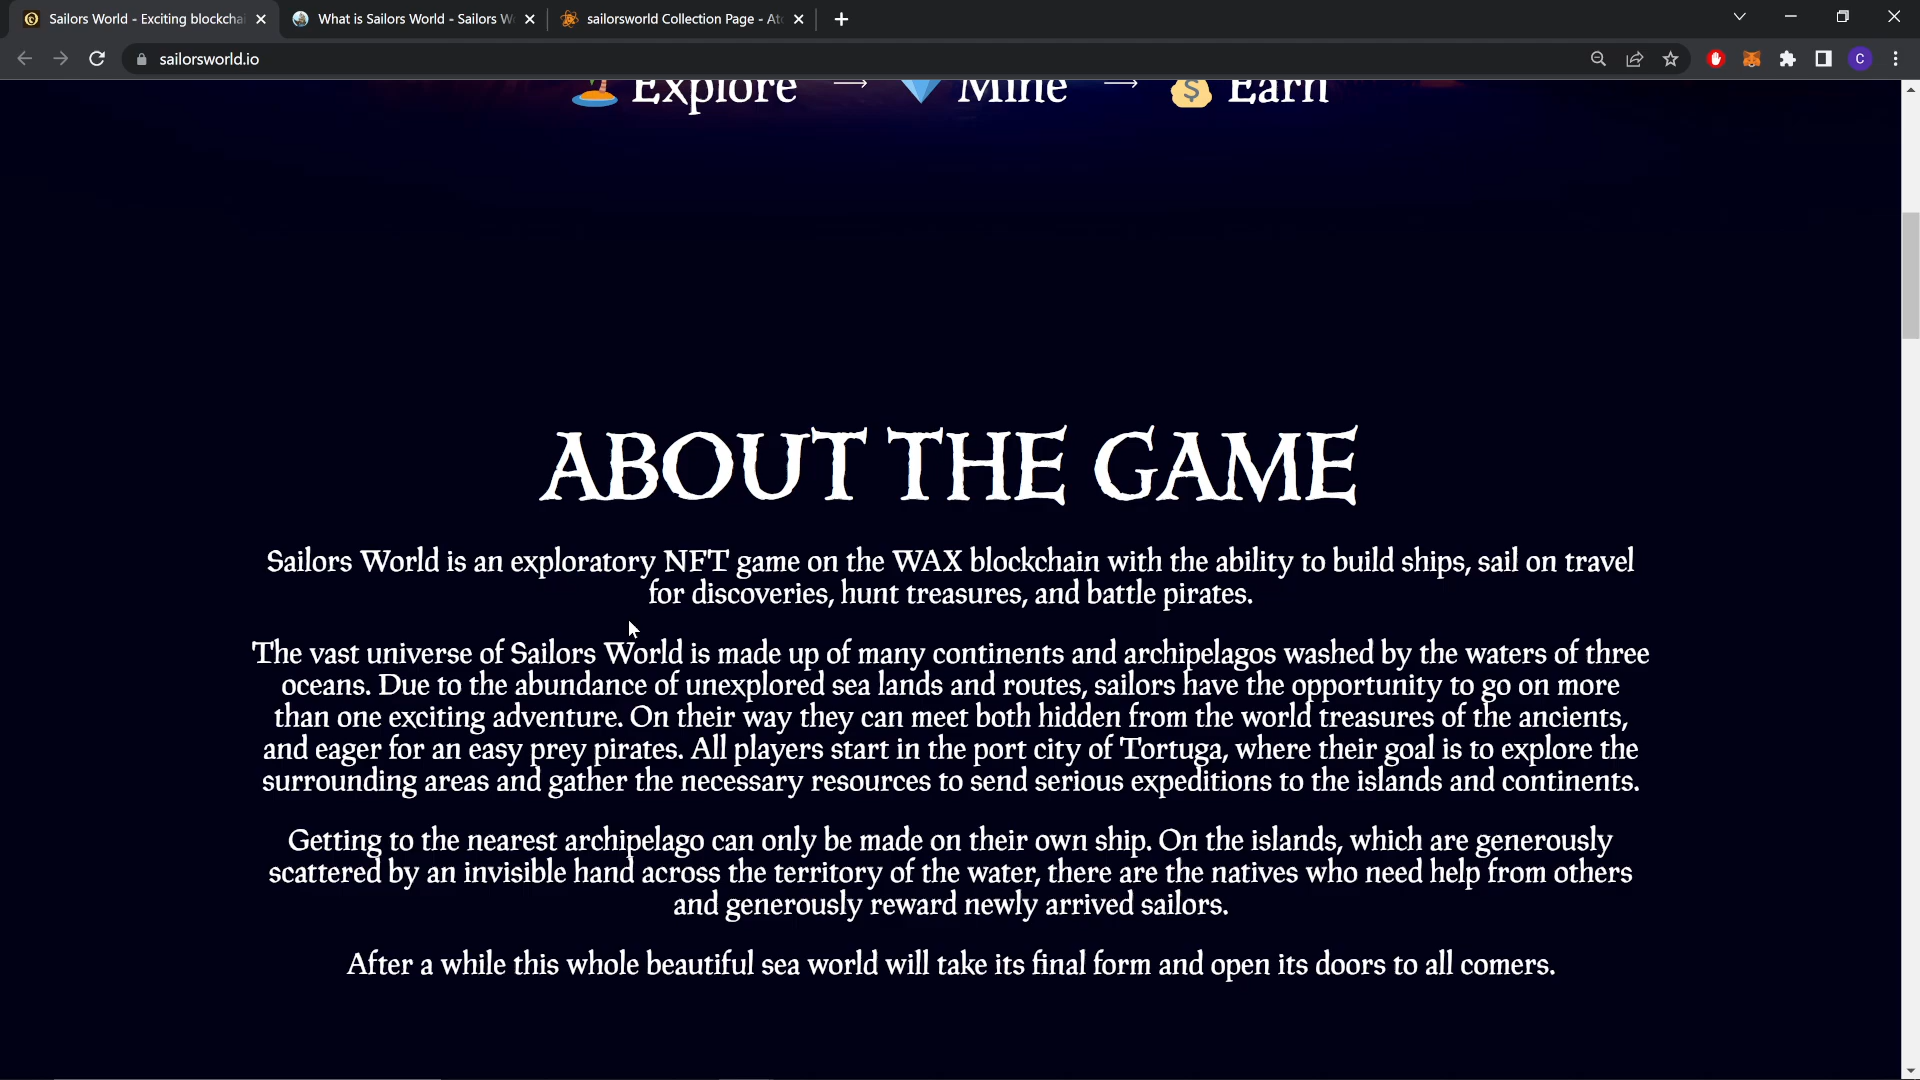 Sailors World - Exciting blockcha
What is Sailors World - Sailors W
sailorsworld Collection Page - At
sailorsworld.io
C
Explore → Mine → $ Earn
ABOUT THE GAME
Sailors World is an exploratory NFT game on the WAX blockchain with the ability to build ships, sail on travel
for discoveries, hunt treasures, and battle pirates.
The vast universe of Sailors World is made up of many continents and archipelagos washed by the waters of three
oceans. Due to the abundance of unexplored sea lands and routes, sailors have the opportunity to go on more
than one exciting adventure. On their way they can meet both hidden from the world treasures of the ancients,
and eager for an easy prey pirates. All players start in the port city of Tortuga, where their goal is to explore the
surrounding areas and gather the necessary resources to send serious expeditions to the islands and continents.
Getting to the nearest archipelago can only be made on their own ship. On the islands, which are generously
scattered by an invisible hand across the territory of the water, there are the natives who need help from others
and generously reward newly arrived sailors.
After a while this whole beautiful sea world will take its final form and open its doors to all comers.